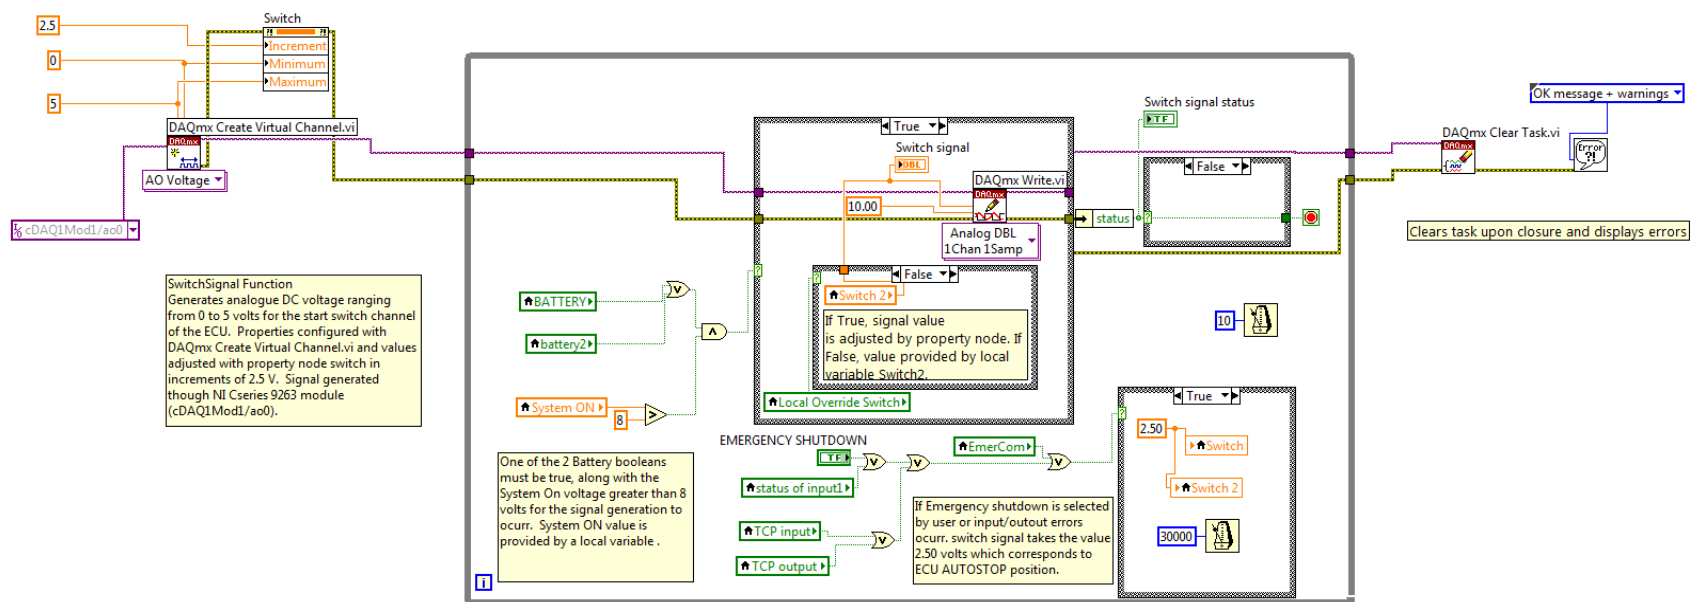 Switch
2.5
Increment
0
Minimum
5
Maximum
DAQmx Create Virtual Channel.vi
DAQmx
AO Voltage
I/0 cDAQ1Mod1/ao0
SwitchSignal Function
Generates analogue DC voltage ranging
from 0 to 5 volts for the start switch channel
of the ECU.  Properties configured with
DAQmx Create Virtual Channel.vi and values
adjusted with property node switch in
increments of 2.5 V.  Signal generated
though NI Cseries 9263 module
(cDAQ1Mod1/ao0).
True
Switch signal
DBL
DAQmx Write.vi
DAQmx
10.00
Analog DBL
1Chan 1Samp
False
Switch 2
If True, signal value
is adjusted by property node. If
False, value provided by local
variable Switch2.
Local Override Switch
BATTERY
battery2
System ON
8
One of the 2 Battery booleans
must be true, along with the
System On voltage greater than 8
volts for the signal generation to
ocurr.  System ON value is
provided by a local variable .
i
EMERGENCY SHUTDOWN
TF
status of input1
TCP input
TCP output
EmerCom
If Emergency shutdown is selected
by user or input/outout errors
ocurr. switch signal takes the value
2.50 volts which corresponds to
ECU AUTOSTOP position.
Switch signal status
TF
status
False
10
True
2.50
Switch
Switch 2
30000
OK message + warnings
DAQmx Clear Task.vi
DAQmx
Error
?!
Clears task upon closure and displays errors